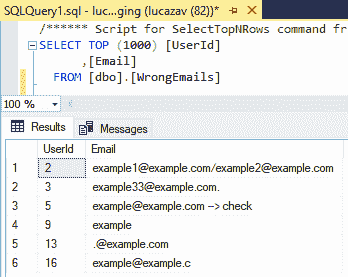 SQLQuery1.sql - luc...ging (lucazav (82))*
/****** Script for SelectTopNRows command fr
SELECT TOP (1000) [UserId]
,[Email]
FROM [dbo].[WrongEmails]
100 %
Results Messages
UserId Email
1 2 example1@example.com/example2@example.com
2 3 example33@example.com.
3 5 example@example.com --> check
4 9 example
5 13 .@example.com
6 16 example@example.c